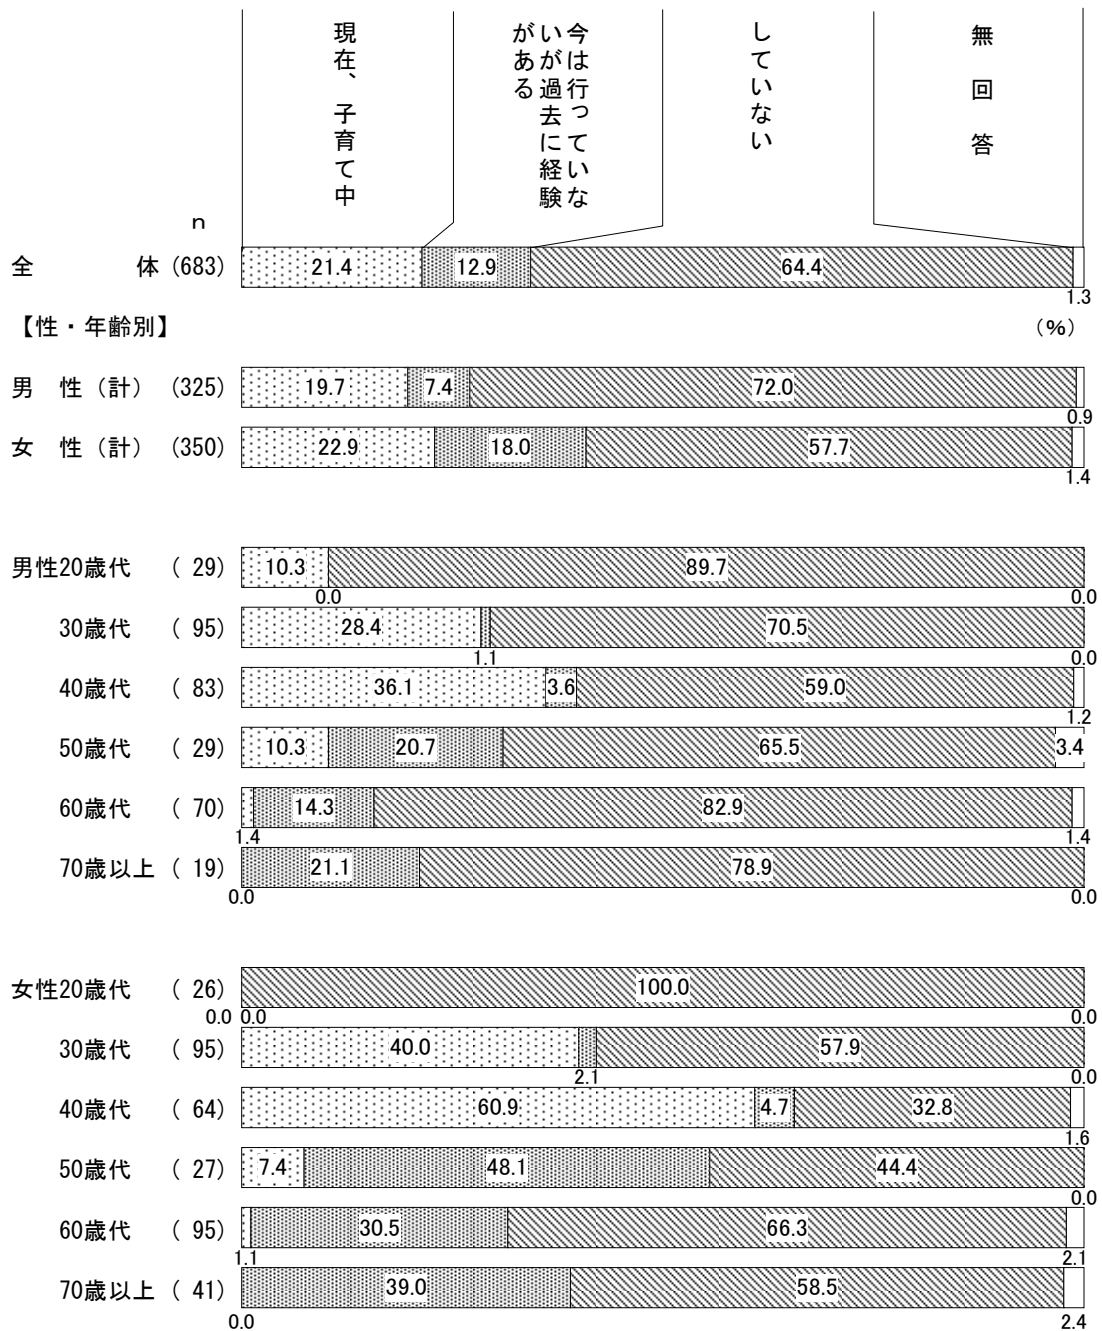 現在、子育て中
今は行っていな
いが過去に経験
がある
していない
無回答
n
全体 (683) 21.4 12.9 64.4
1.3
【性・年齢別】 (%)
男性(計) (325) 19.7 7.4 72.0
0.9
女性(計) (350) 22.9 18.0 57.7
1.4
男性20歳代 ( 29) 10.3 89.7
0.0 0.0
30歳代 ( 95) 28.4 70.5
1.1 0.0
40歳代 ( 83) 36.1 3.6 59.0
1.2
50歳代 ( 29) 10.3 20.7 65.5 3.4
60歳代 ( 70) 14.3 82.9
1.4 1.4
70歳以上 ( 19) 21.1 78.9
0.0 0.0
女性20歳代 ( 26) 100.0
0.0 0.0 0.0
30歳代 ( 95) 40.0 57.9
2.1 0.0
40歳代 ( 64) 60.9 4.7 32.8
1.6
50歳代 ( 27) 7.4 48.1 44.4
0.0
60歳代 ( 95) 30.5 66.3
1.1 2.1
70歳以上 ( 41) 39.0 58.5
0.0 2.4